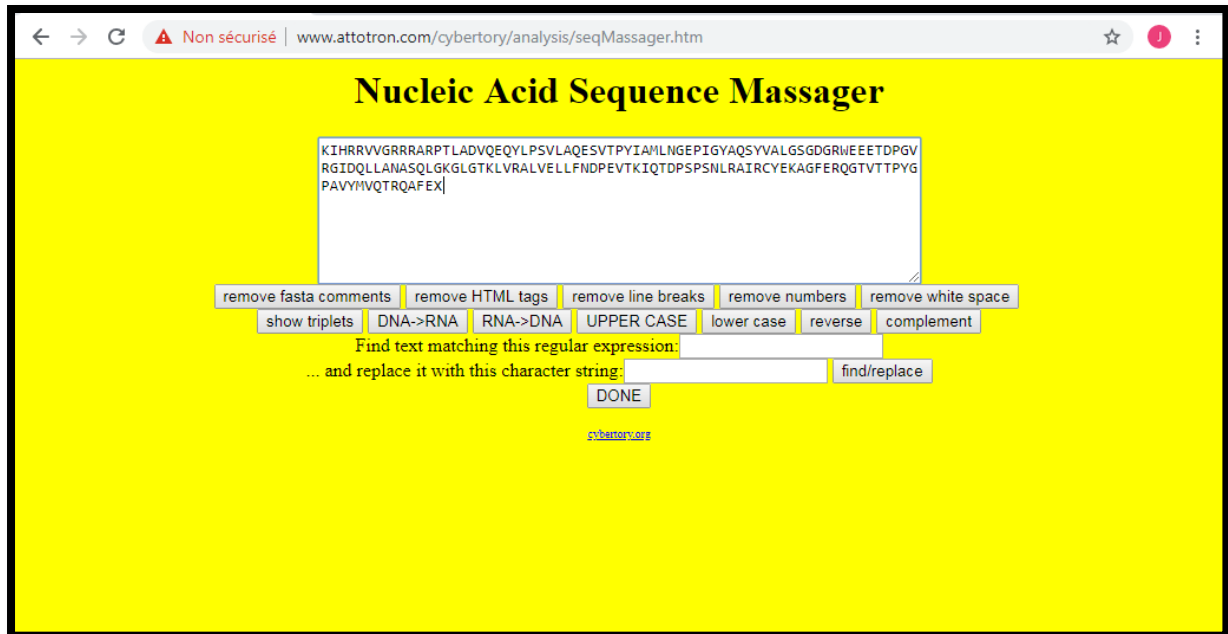 Non sécurisé | www.attotron.com/cybertory/analysis/seqMassager.htm J
Nucleic Acid Sequence Massager
KIHRRVVGRRRARPTLADVQEQYLPSVLAQESVTPYIAMLNGEPIGYAQSYVALGSGDGRWEEETDPGV
RGIDQLLANASQLGKGLGTKLVRALVELLFNDPEVTKIQTDPSPSNLRAIRCYEKAGFERQGTVTTPYG
PAVYMVQTRQAFEX
remove fasta comments remove HTML tags remove line breaks remove numbers remove white space
show triplets DNA->RNA RNA->DNA UPPER CASE lower case reverse complement
Find text matching this regular expression:
... and replace it with this character string: find/replace
DONE
cybertory.org